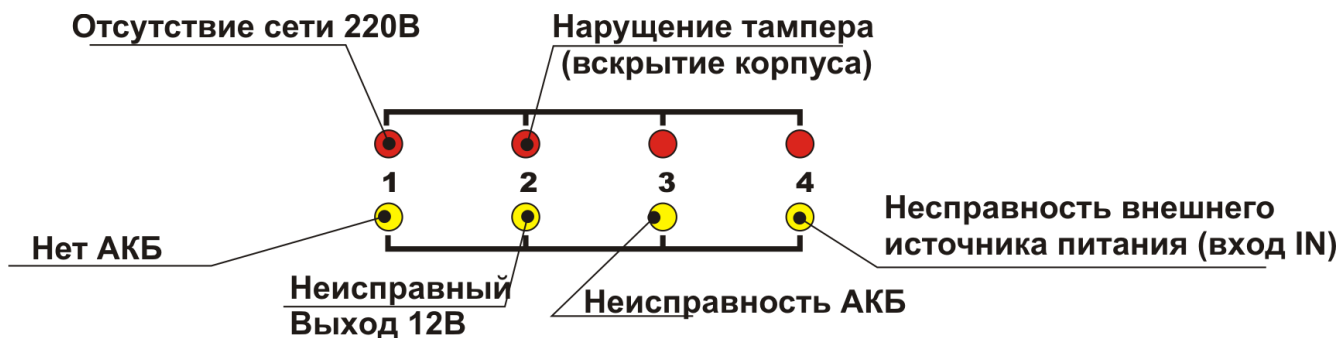 Отсутствие сети 220В
Нарущение тампера
(вскрытие корпуса)
1 2 3 4
Нет АКБ
Неисправный
Выход 12В
Неисправность АКБ
Несправность внешнего
источника питания (вход IN)